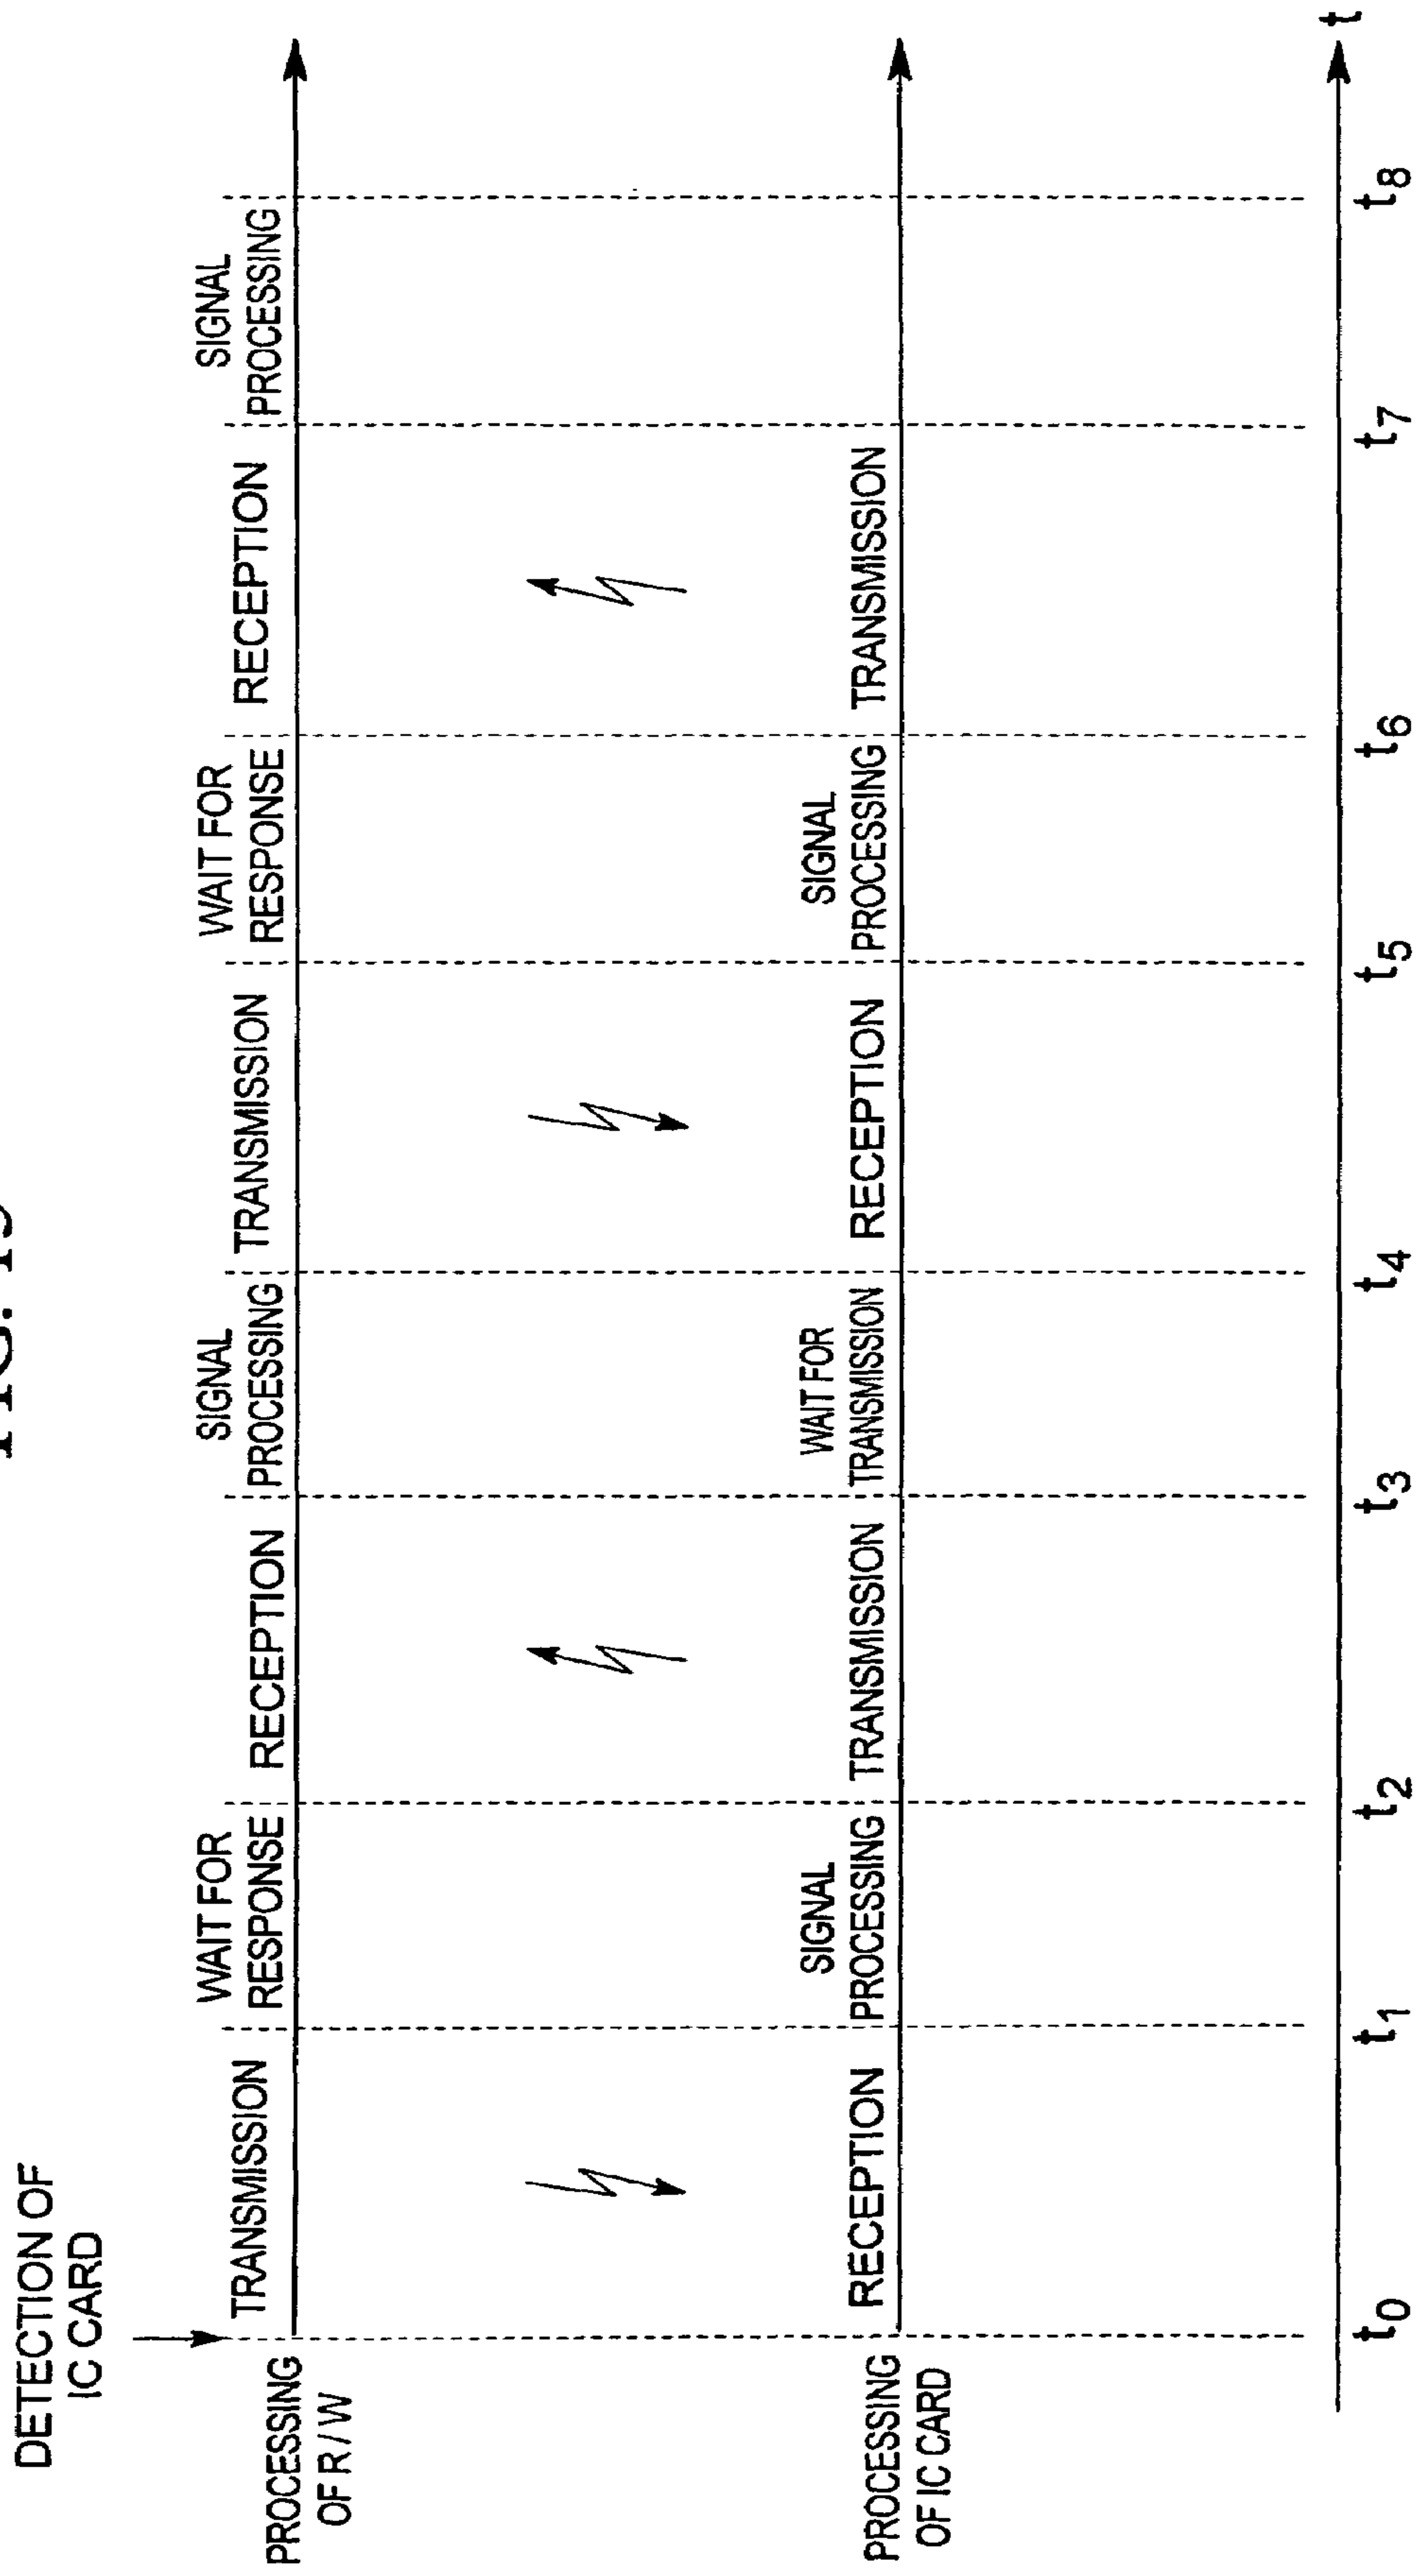 DETECTION OF
IC CARD
PROCESSING
OF R / W
TRANSMISSION
WAIT FOR
RESPONSE
RECEPTION
SIGNAL
PROCESSING
TRANSMISSION
WAIT FOR
RESPONSE
RECEPTION
SIGNAL
PROCESSING
PROCESSING
OF IC CARD
RECEPTION
SIGNAL
PROCESSING
TRANSMISSION
WAIT FOR
TRANSMISSION
RECEPTION
SIGNAL
PROCESSING
TRANSMISSION
t0 t1 t2 t3 t4 t5 t6 t7 t8 t